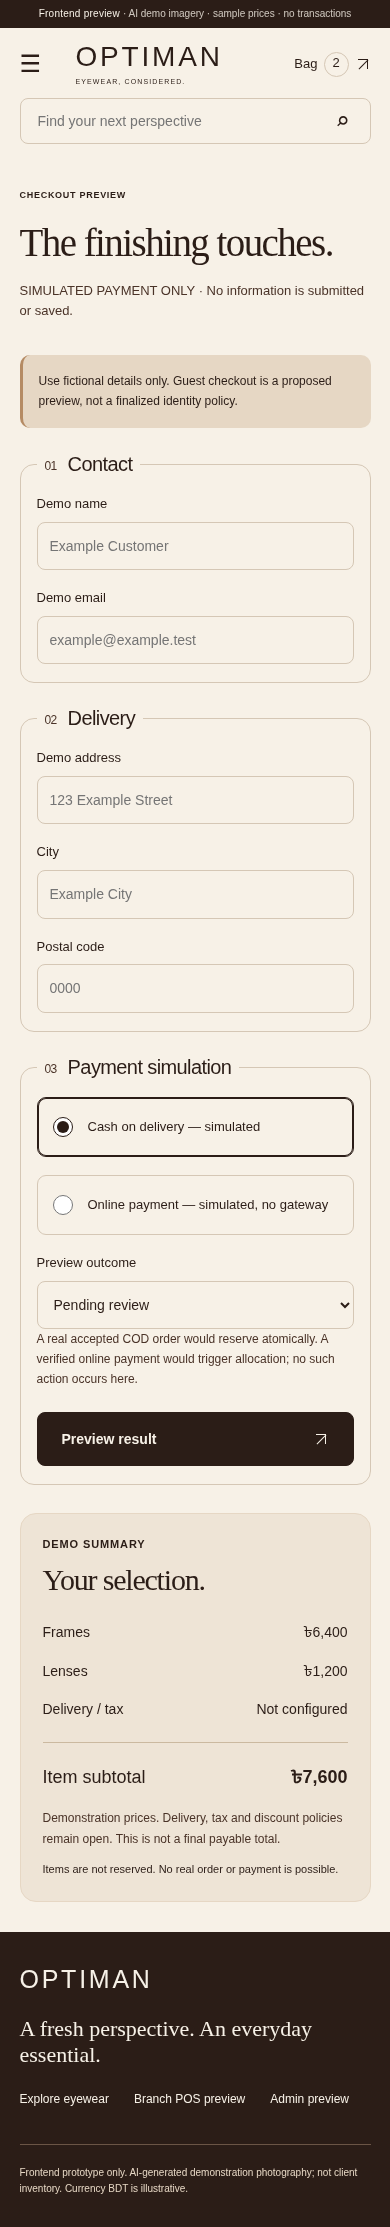 Frontend preview · AI demo imagery · sample prices · no transactions
OPTIMAN
EYEWEAR, CONSIDERED.
Bag 2
Find your next perspective
CHECKOUT PREVIEW
The finishing touches.
SIMULATED PAYMENT ONLY · No information is submitted
or saved.
Use fictional details only. Guest checkout is a proposed
preview, not a finalized identity policy.
01 Contact
Demo name
Example Customer
Demo email
example@example.test
02 Delivery
Demo address
123 Example Street
City
Example City
Postal code
0000
03 Payment simulation
Cash on delivery — simulated
Online payment — simulated, no gateway
Preview outcome
Pending review
A real accepted COD order would reserve atomically. A
verified online payment would trigger allocation; no such
action occurs here.
Preview result
DEMO SUMMARY
Your selection.
Frames ৳6,400
Lenses ৳1,200
Delivery / tax Not configured
Item subtotal ৳7,600
Demonstration prices. Delivery, tax and discount policies
remain open. This is not a final payable total.
Items are not reserved. No real order or payment is possible.
OPTIMAN
A fresh perspective. An everyday
essential.
Explore eyewear Branch POS preview Admin preview
Frontend prototype only. AI-generated demonstration photography; not client
inventory. Currency BDT is illustrative.